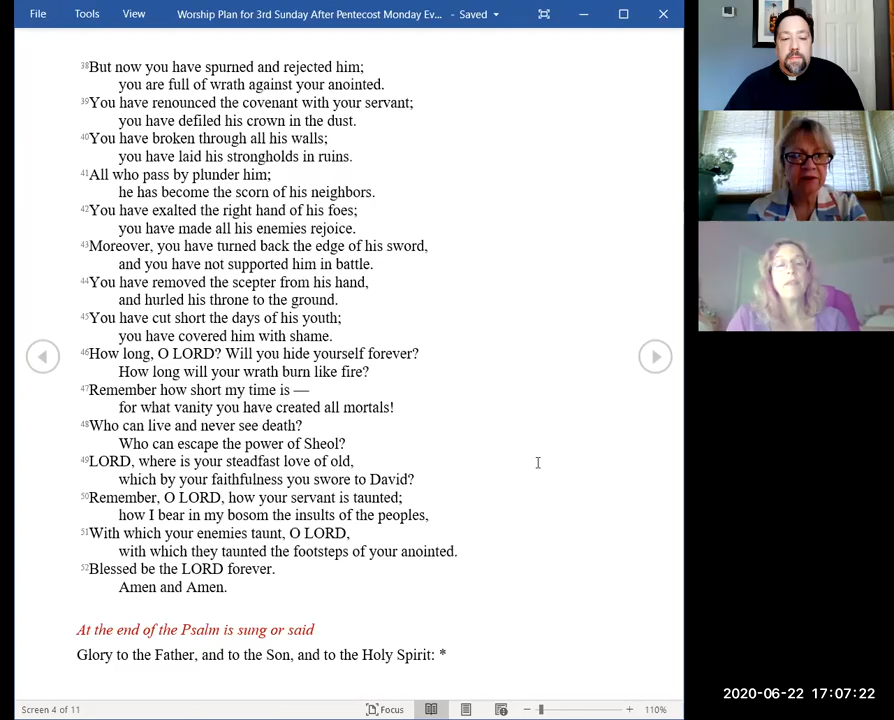 File Tools View Worship Plan for 3rd Sunday After Pentecost Monday Ev... - Saved
38But now you have spurned and rejected him;
you are full of wrath against your anointed.
39You have renounced the covenant with your servant;
you have defiled his crown in the dust.
40You have broken through all his walls;
you have laid his strongholds in ruins.
41All who pass by plunder him;
he has become the scorn of his neighbors.
42You have exalted the right hand of his foes;
you have made all his enemies rejoice.
43Moreover, you have turned back the edge of his sword,
and you have not supported him in battle.
44You have removed the scepter from his hand,
and hurled his throne to the ground.
45You have cut short the days of his youth;
you have covered him with shame.
46How long, O LORD? Will you hide yourself forever?
How long will your wrath burn like fire?
47Remember how short my time is —
for what vanity you have created all mortals!
48Who can live and never see death?
Who can escape the power of Sheol?
49LORD, where is your steadfast love of old,
which by your faithfulness you swore to David?
50Remember, O LORD, how your servant is taunted;
how I bear in my bosom the insults of the peoples,
51With which your enemies taunt, O LORD,
with which they taunted the footsteps of your anointed.
52Blessed be the LORD forever.
Amen and Amen.
At the end of the Psalm is sung or said
Glory to the Father, and to the Son, and to the Holy Spirit: *
Screen 4 of 11 Focus 110%
2020-06-22 17:07:22